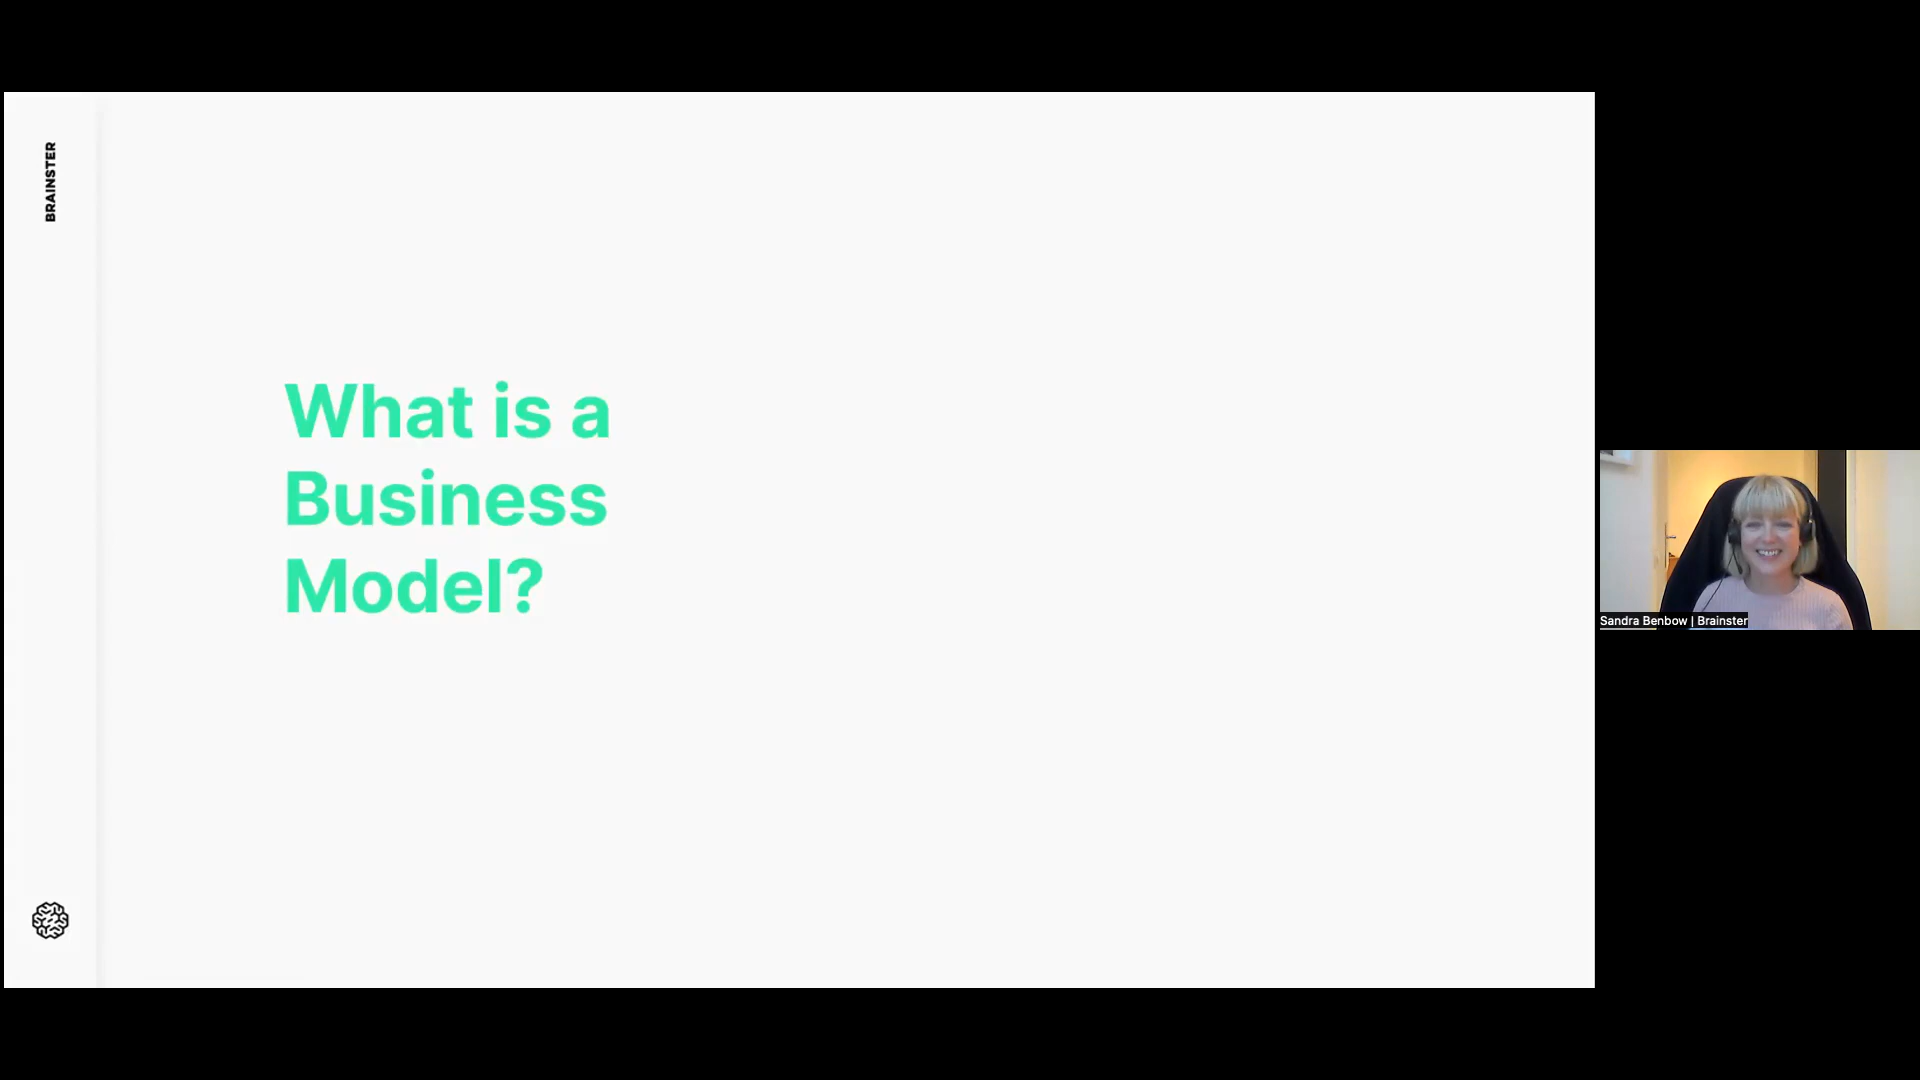 BRAINSTER
What is a
Business
Model?
Sandra Benbow | Brainster